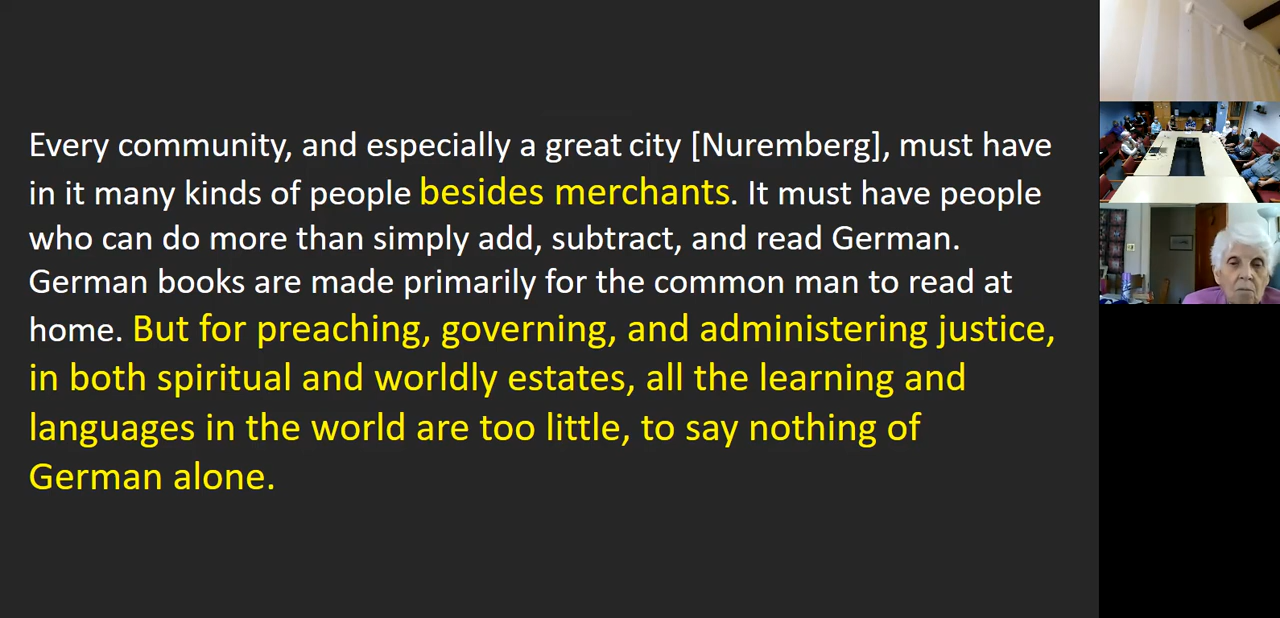 Every community, and especially a great city [Nuremberg], must have
in it many kinds of people besides merchants. It must have people
who can do more than simply add, subtract, and read German.
German books are made primarily for the common man to read at
home. But for preaching, governing, and administering justice,
in both spiritual and worldly estates, all the learning and
languages in the world are too little, to say nothing of
German alone.